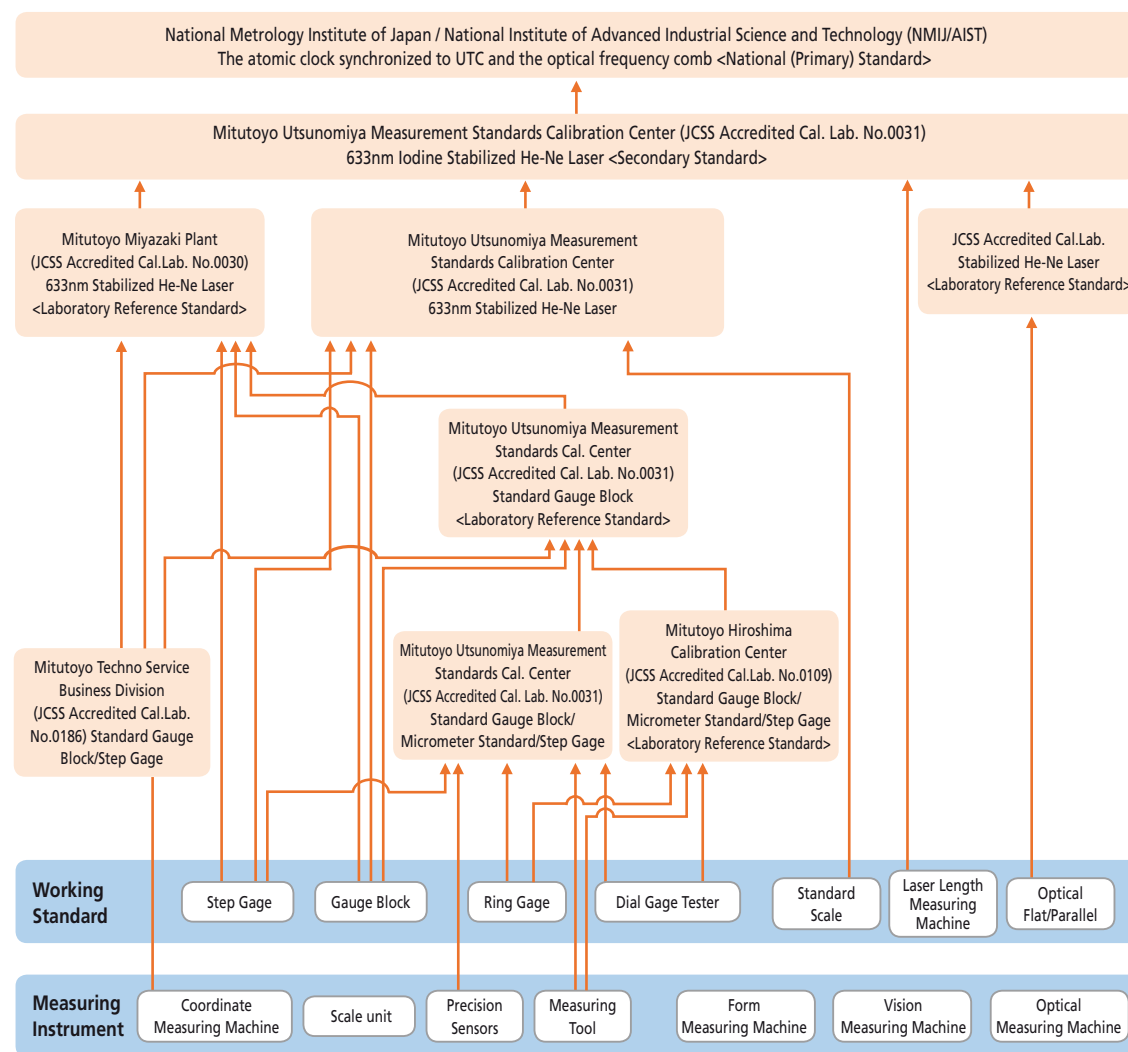 National Metrology Institute of Japan / National Institute of Advanced Industrial Science and Technology (NMIJ/AIST)
The atomic clock synchronized to UTC and the optical frequency comb <National (Primary) Standard>
Mitutoyo Utsunomiya Measurement Standards Calibration Center (JCSS Accredited Cal. Lab. No.0031)
633nm Iodine Stabilized He-Ne Laser <Secondary Standard>
Mitutoyo Miyazaki Plant
(JCSS Accredited Cal.Lab. No.0030)
633nm Stabilized He-Ne Laser
<Laboratory Reference Standard>
Mitutoyo Utsunomiya Measurement
Standards Calibration Center
(JCSS Accredited Cal. Lab. No.0031)
633nm Stabilized He-Ne Laser
JCSS Accredited Cal.Lab.
Stabilized He-Ne Laser
<Laboratory Reference Standard>
Mitutoyo Utsunomiya Measurement
Standards Cal. Center
(JCSS Accredited Cal. Lab. No.0031)
Standard Gauge Block
<Laboratory Reference Standard>
Mitutoyo Techno Service
Business Division
(JCSS Accredited Cal.Lab.
No.0186) Standard Gauge
Block/Step Gage
Mitutoyo Utsunomiya Measurement
Standards Cal. Center
(JCSS Accredited Cal. Lab. No.0031)
Standard Gauge Block/
Micrometer Standard/Step Gage
Mitutoyo Hiroshima
Calibration Center
(JCSS Accredited Cal.Lab. No.0109)
Standard Gauge Block/
Micrometer Standard/Step Gage
<Laboratory Reference Standard>
Working
Standard
Step Gage
Gauge Block
Ring Gage
Dial Gage Tester
Standard
Scale
Laser Length
Measuring
Machine
Optical
Flat/Parallel
Measuring
Instrument
Coordinate
Measuring Machine
Scale unit
Precision
Sensors
Measuring
Tool
Form
Measuring Machine
Vision
Measuring Machine
Optical
Measuring Machine